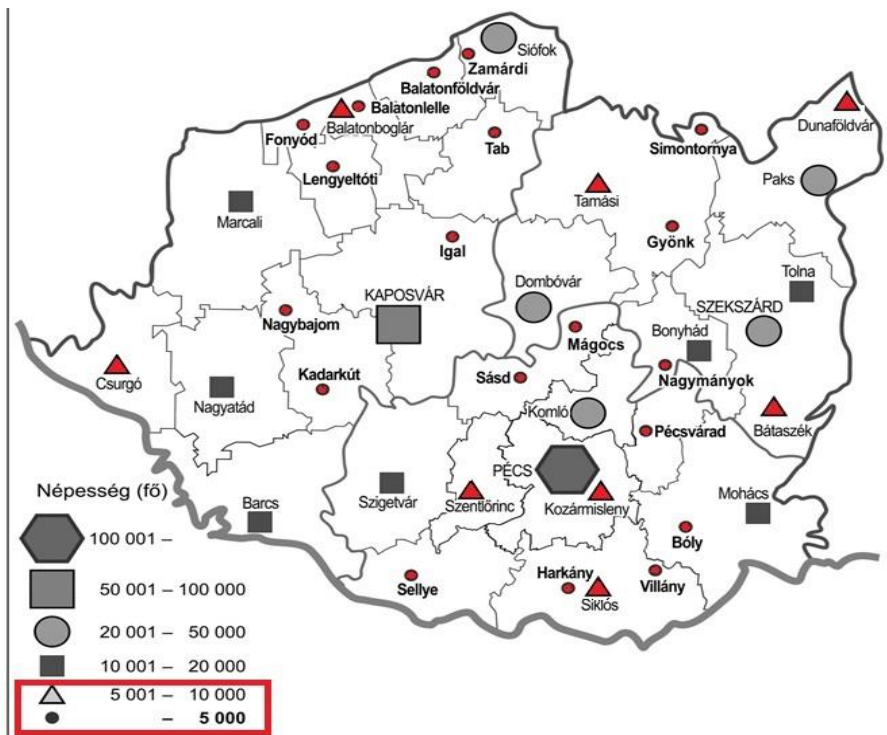 Siófok
Zamárdi
Balatonföldvár
Balatonlelle
Balatonboglár
Fonyód
Dunaföldvár
Simontornya
Tab
Lengyeltóti
Paks
Tamási
Marcali
Gyönk
Igal
Tolna
Dombóvár
KAPOSVÁR
SZEKSZÁRD
Nagybajom
Bonyhád
Mágocs
Csurgó
Nagymányok
Sásd
Kadarkút
Nagyatád
Komló
Bátaszék
Pécsvárad
PÉCS
Szigetvár
Szentlőrinc
Kozármisleny
Mohács
Barcs
Bóly
Sellye
Harkány
Villány
Siklós
Népesség (fő)
100 001 –
50 001 – 100 000
20 001 – 50 000
10 001 – 20 000
5 001 – 10 000
– 5 000